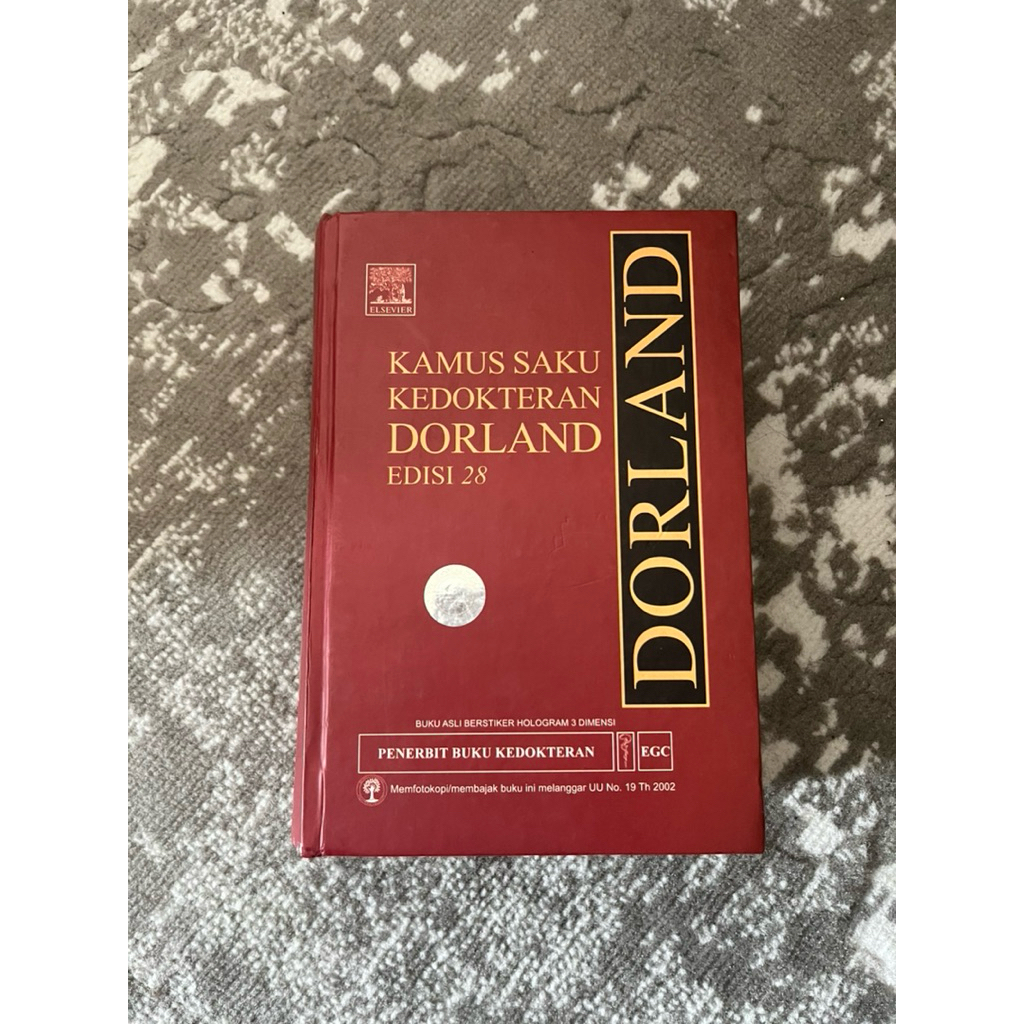 ELSEVIER
KAMUS SAKU
KEDOKTERAN
DORLAND
EDISI 28
DORLAND
BUKU ASLI BERSTIKER HOLOGRAM 3 DIMENSI
PENERBIT BUKU KEDOKTERAN
EGC
Memfotokopi/membajak buku ini melanggar UU No. 19 Th 2002